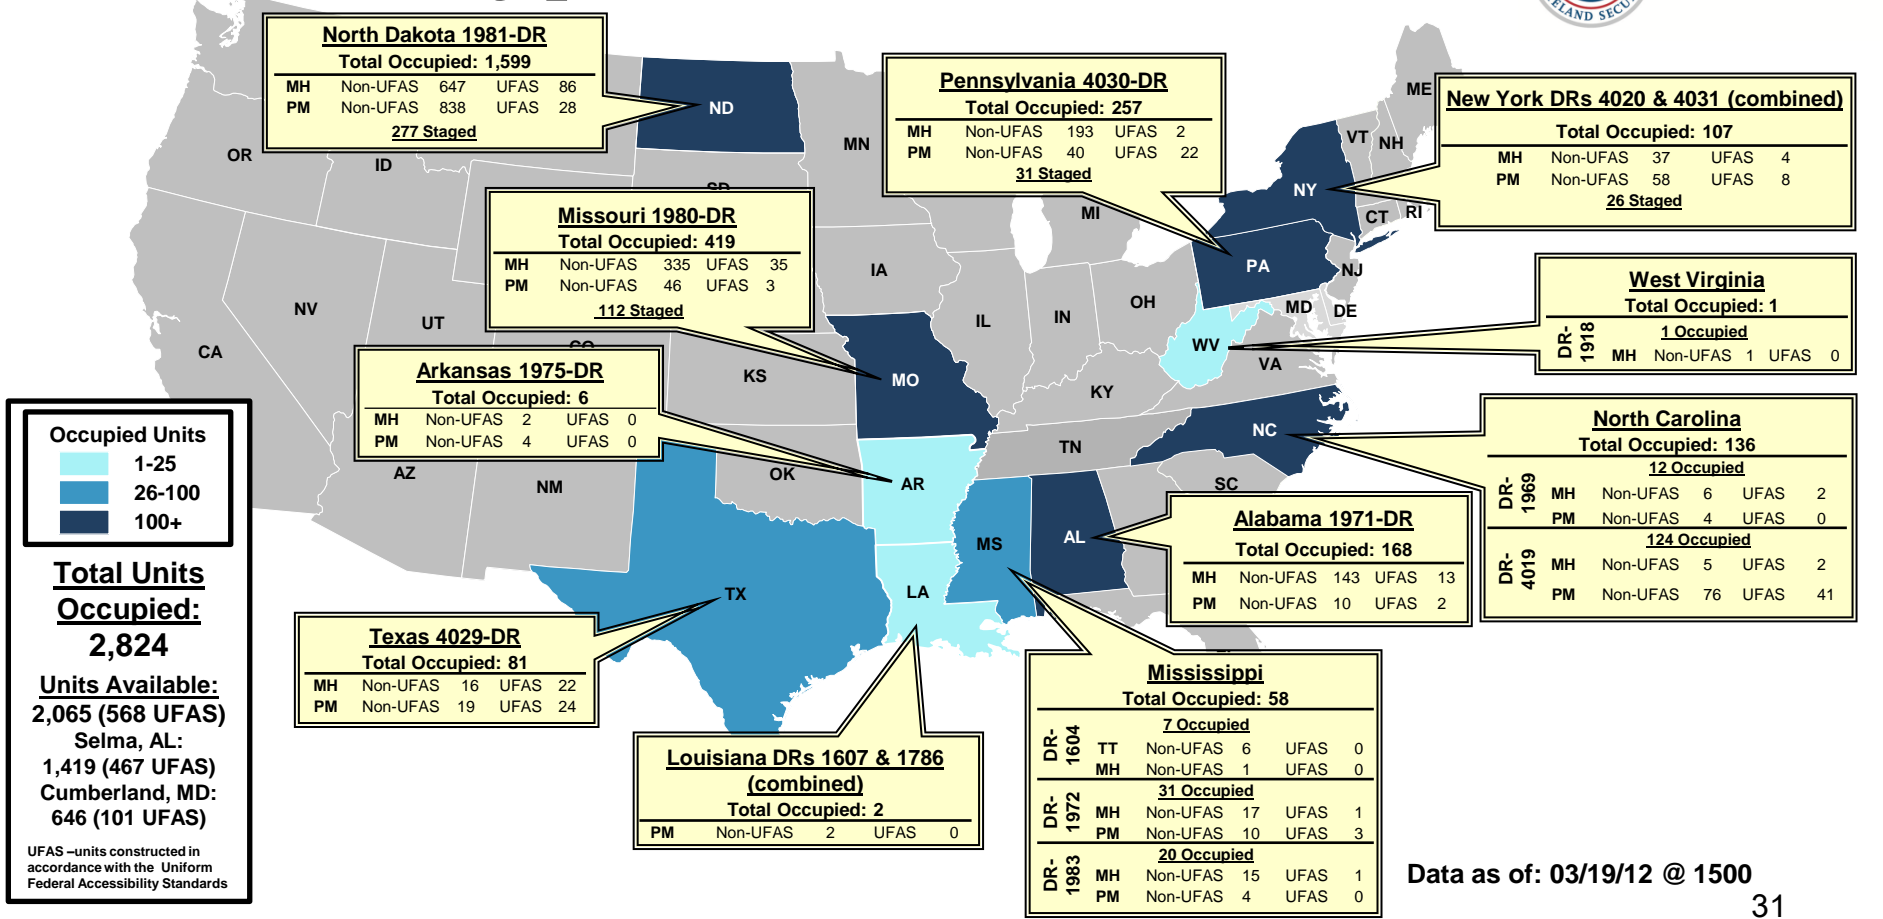 ELAND SECU
North Dakota 1981-DR
Total Occupied: 1,599
MH Non-UFAS 647 UFAS 86
PM Non-UFAS 838 UFAS 28
277 Staged
Pennsylvania 4030-DR
Total Occupied: 257
MH Non-UFAS 193 UFAS 2
PM Non-UFAS 40 UFAS 22
31 Staged
New York DRs 4020 & 4031 (combined)
Total Occupied: 107
MH Non-UFAS 37 UFAS 4
PM Non-UFAS 58 UFAS 8
26 Staged
Missouri 1980-DR
Total Occupied: 419
MH Non-UFAS 335 UFAS 35
PM Non-UFAS 46 UFAS 3
112 Staged
West Virginia
Total Occupied: 1
DR-1918
1 Occupied
MH Non-UFAS 1 UFAS 0
Arkansas 1975-DR
Total Occupied: 6
MH Non-UFAS 2 UFAS 0
PM Non-UFAS 4 UFAS 0
North Carolina
Total Occupied: 136
DR-1969
12 Occupied
MH Non-UFAS 6 UFAS 2
PM Non-UFAS 4 UFAS 0
DR-4019
124 Occupied
MH Non-UFAS 5 UFAS 2
PM Non-UFAS 76 UFAS 41
Alabama 1971-DR
Total Occupied: 168
MH Non-UFAS 143 UFAS 13
PM Non-UFAS 10 UFAS 2
Texas 4029-DR
Total Occupied: 81
MH Non-UFAS 16 UFAS 22
PM Non-UFAS 19 UFAS 24
Louisiana DRs 1607 & 1786
(combined)
Total Occupied: 2
PM Non-UFAS 2 UFAS 0
Mississippi
Total Occupied: 58
DR-1604
7 Occupied
TT Non-UFAS 6 UFAS 0
MH Non-UFAS 1 UFAS 0
DR-1972
31 Occupied
MH Non-UFAS 17 UFAS 1
PM Non-UFAS 10 UFAS 3
DR-1983
20 Occupied
MH Non-UFAS 15 UFAS 1
PM Non-UFAS 4 UFAS 0
OR
ID
ND
MN
SD
MI
ME
VT
NH
NY
CT
RI
IA
PA
NJ
NV
UT
CO
IL
IN
OH
MD
DE
CA
KS
MO
KY
WV
VA
AZ
NM
OK
AR
TN
NC
SC
TX
LA
MS
AL
Occupied Units
1-25
26-100
100+
Total Units
Occupied:
2,824
Units Available:
2,065 (568 UFAS)
Selma, AL:
1,419 (467 UFAS)
Cumberland, MD:
646 (101 UFAS)
UFAS –units constructed in
accordance with the Uniform
Federal Accessibility Standards
Data as of: 03/19/12 @ 1500
31